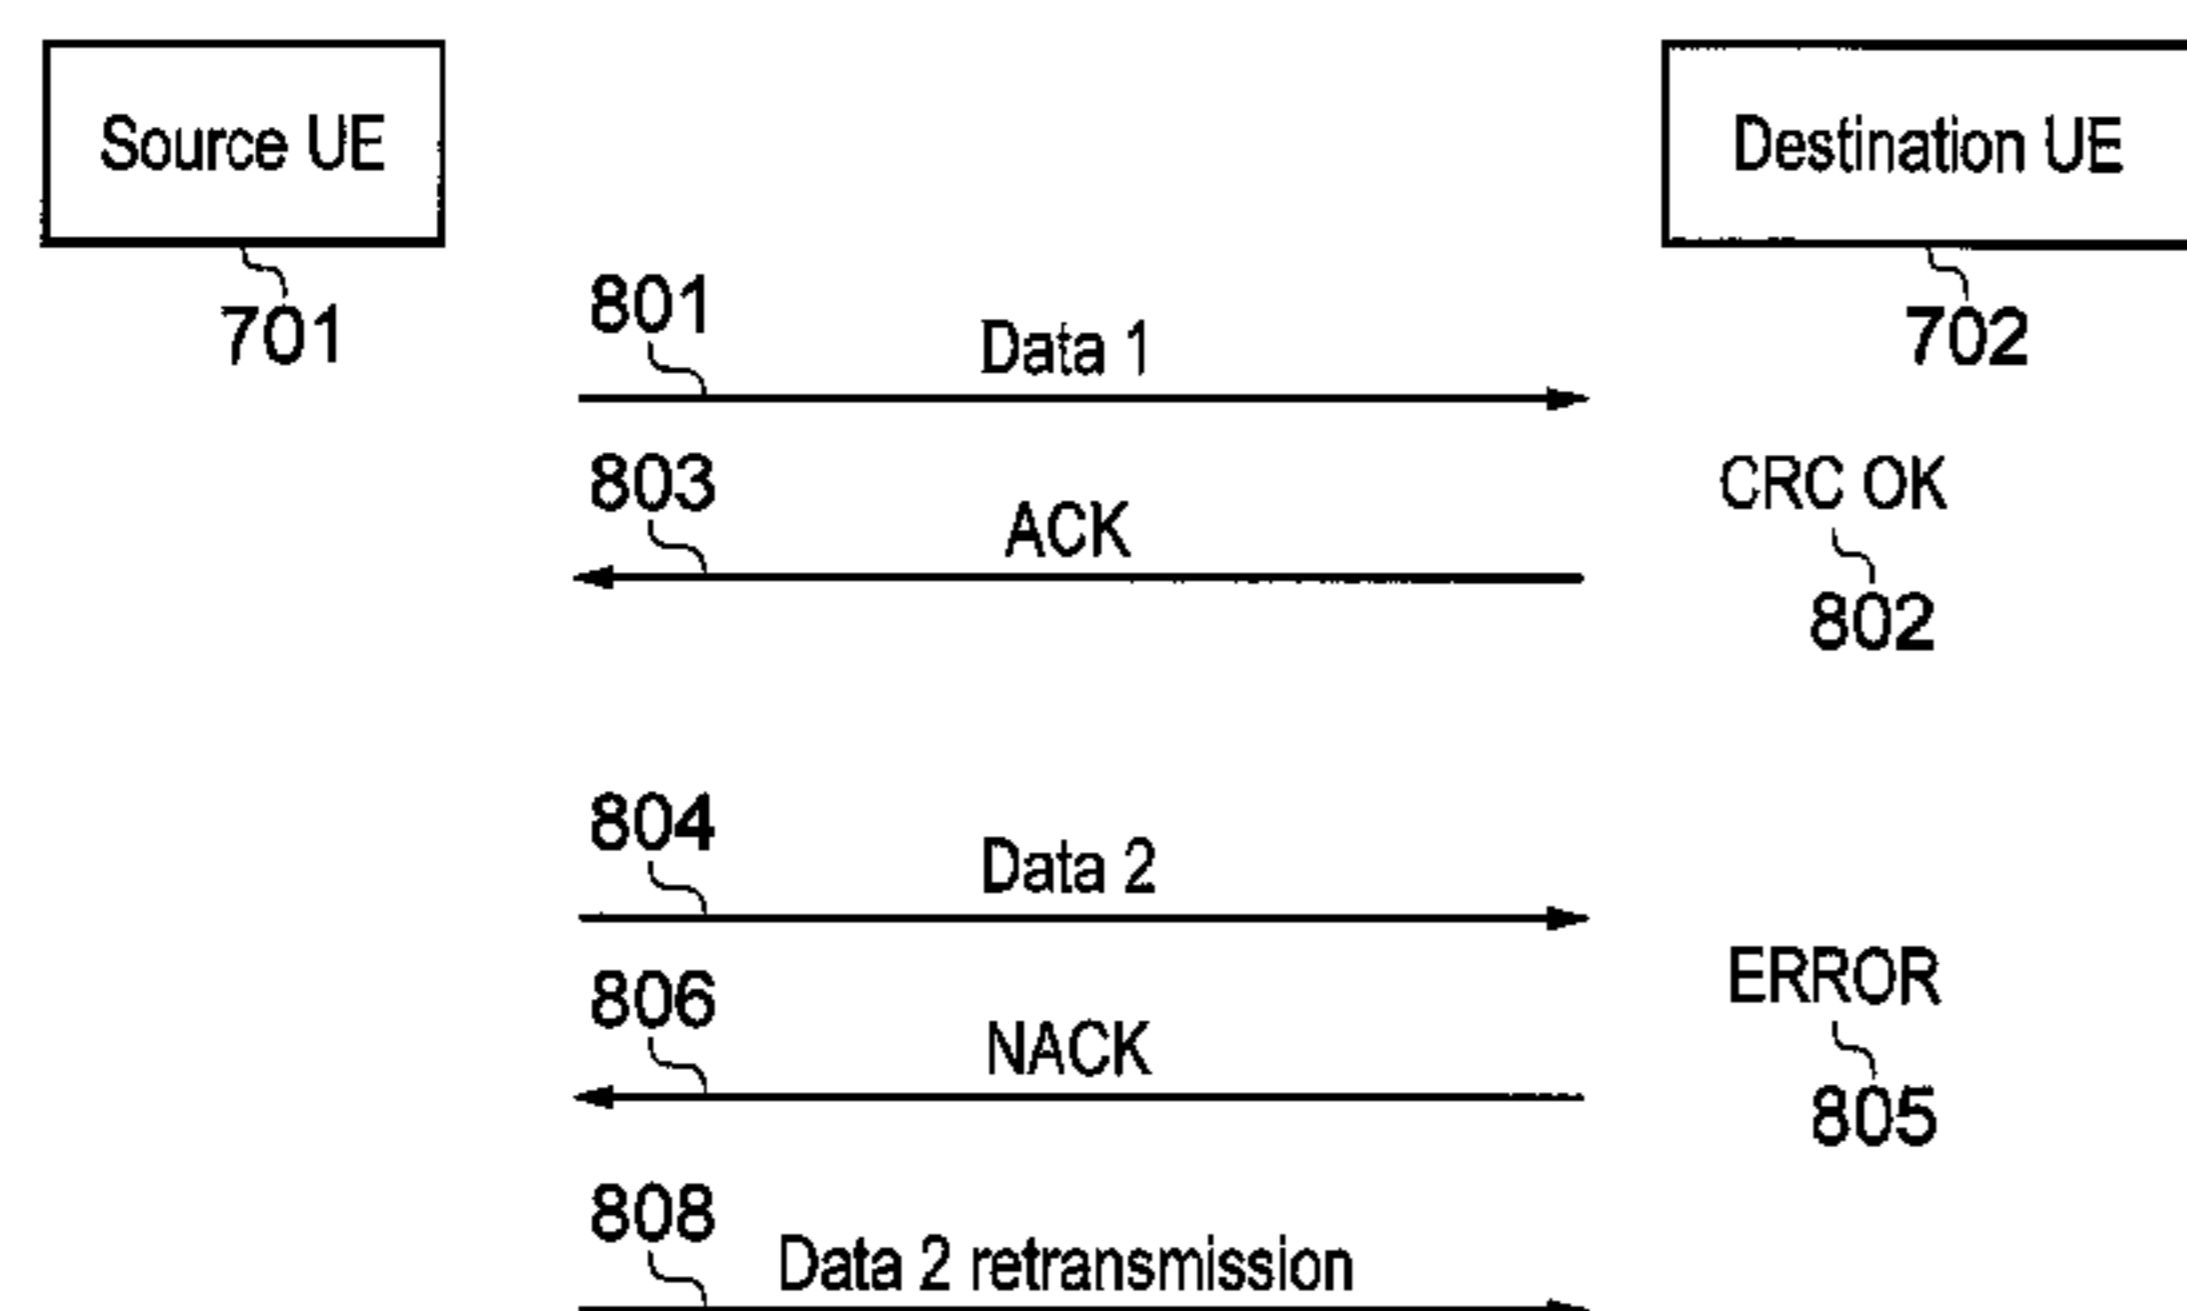 Source UE
Destination UE
701
702
801
Data 1
803
ACK
CRC OK
802
804
Data 2
806
NACK
ERROR
805
808
Data 2 retransmission